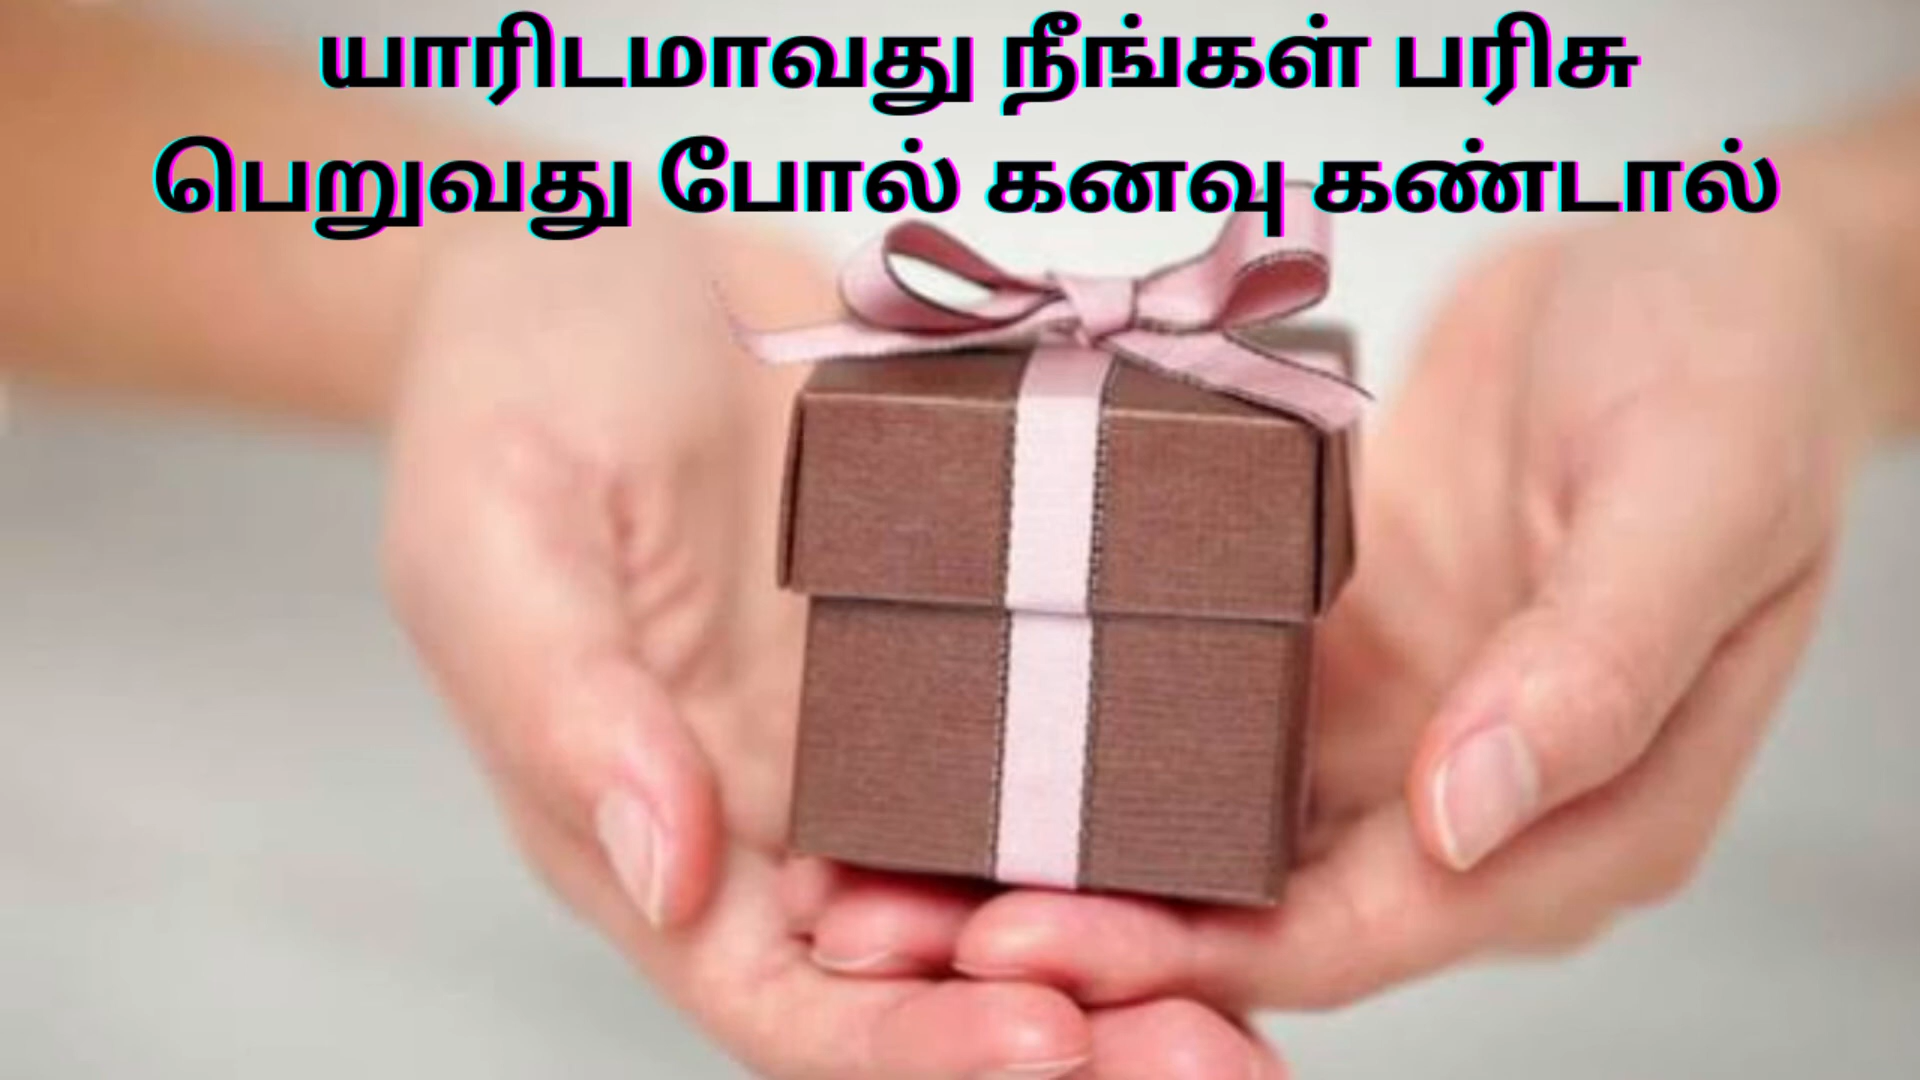 யாரிடமாவது நீங்கள் பரிசு
பெறுவது போல் கனவு கண்டால்